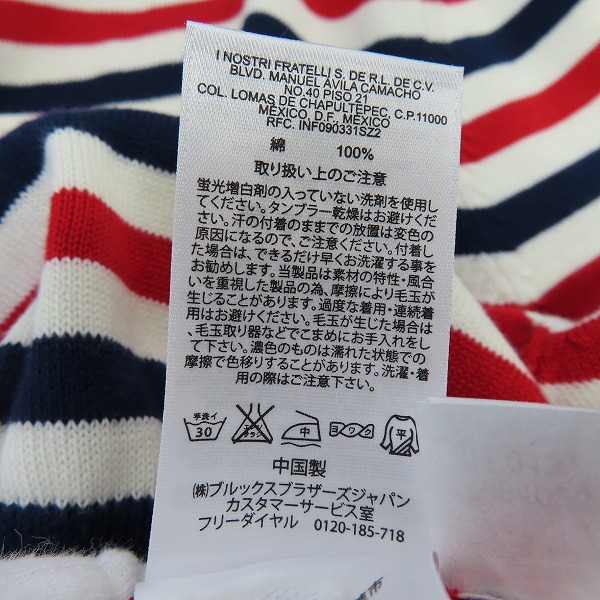 I NOSTRI FRATELLI S. DE R.L. DE C.V.
BLVD. MANUEL AVILA CAMACHO
NO.40 PISO 21
COL. LOMAS DE CHAPULTEPEC, C.P.11000
MÉXICO, D.F. MÉXICO
RFC. INF090331SZ2
綿 100%
取り扱い上のご注意
蛍光増白剤の入っていない洗剤を使用し
てください。タンブラー乾燥はお避けくだ
さい。汗の付着のままでの放置は変色の
原因になるので、ご注意ください。付着し
た場合は、できるだけ早くお洗濯する事を
お勧めします。当製品は素材の特性・風合
いを重視した製品の為、摩擦により毛玉が
生じることがあります。過度な着用・連続着
用はお避けください。毛玉が生じた場合は
、毛玉取り器などでこまめにお手入れをし
て下さい。濃色のものは濡れた状態での
摩擦で色移りすることがあります。洗濯・着
用の際はご注意下さい。
手洗イ 30 エンソサラシ 中 ヨワク 平
中国製
(株)ブルックスブラザーズジャパン
カスタマーサービス室
フリーダイヤル 0120-185-718